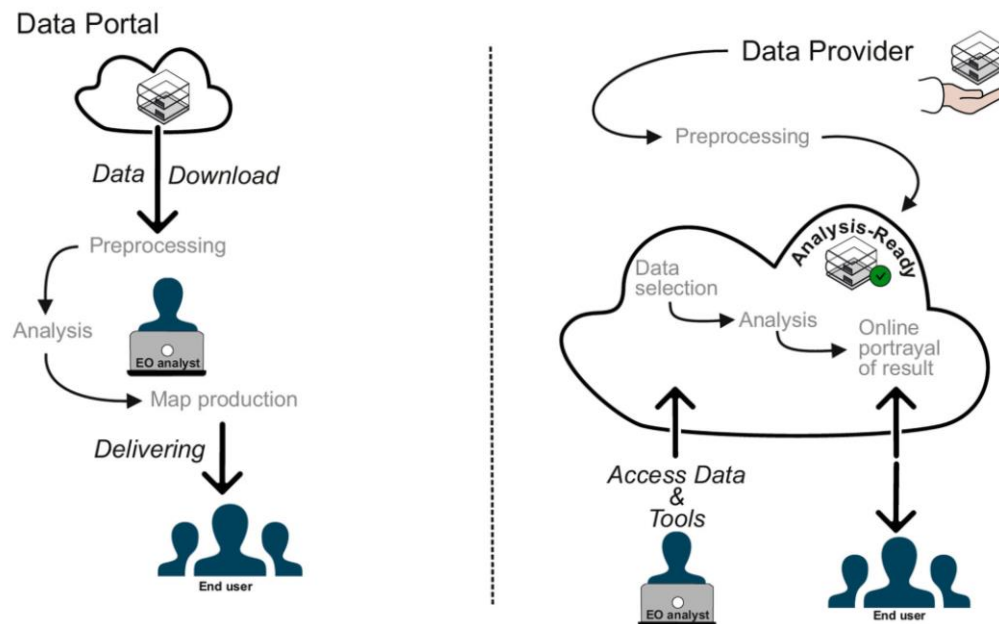 Data Portal
Data Download
Preprocessing
Analysis
EO analyst
Map production
Delivering
End user
Data Provider
Preprocessing
Analysis-Ready
Data
selection
Analysis
Online
portrayal
of result
Access Data
&
Tools
EO analyst
End user